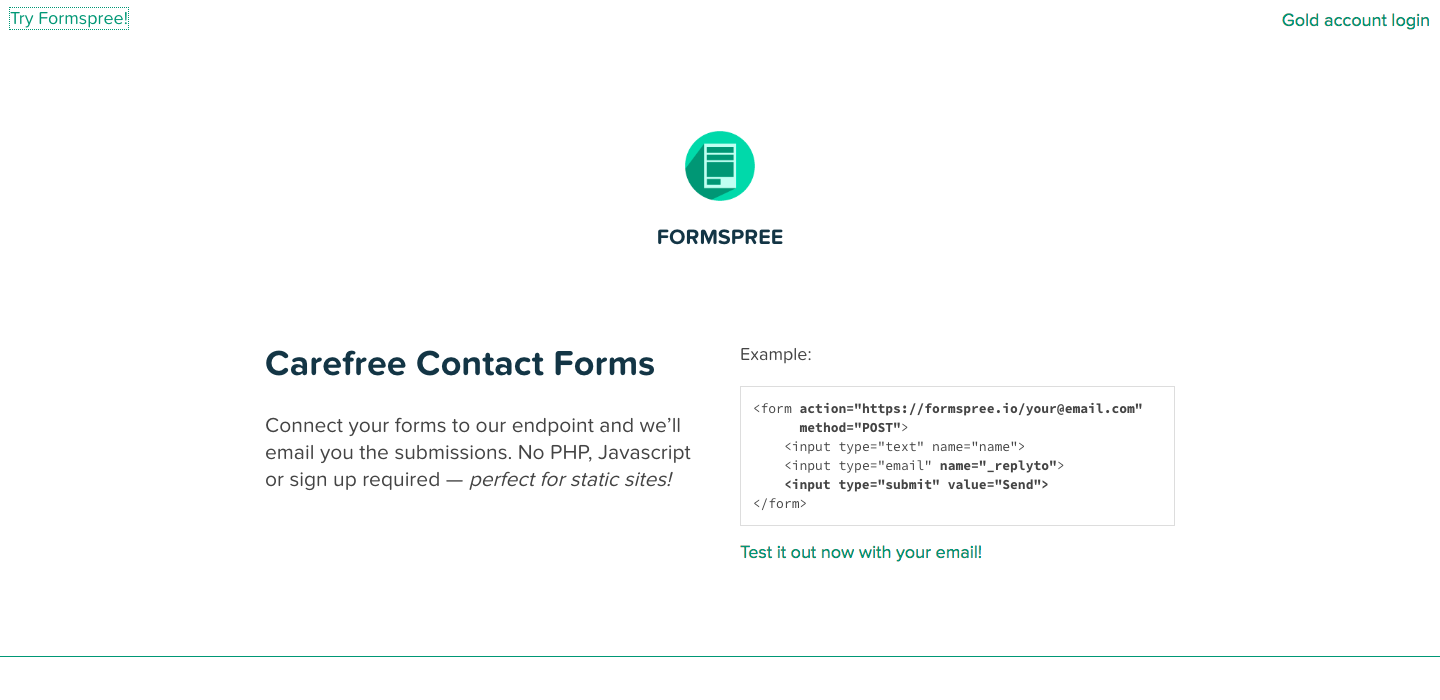 Try Formspree!
Gold account login
FORMSPREE
Carefree Contact Forms
Connect your forms to our endpoint and we’ll
email you the submissions. No PHP, Javascript
or sign up required — perfect for static sites!
Example:
<form action="https://formspree.io/your@email.com"
      method="POST">
    <input type="text" name="name">
    <input type="email" name="_replyto">
    <input type="submit" value="Send">
</form>
Test it out now with your email!